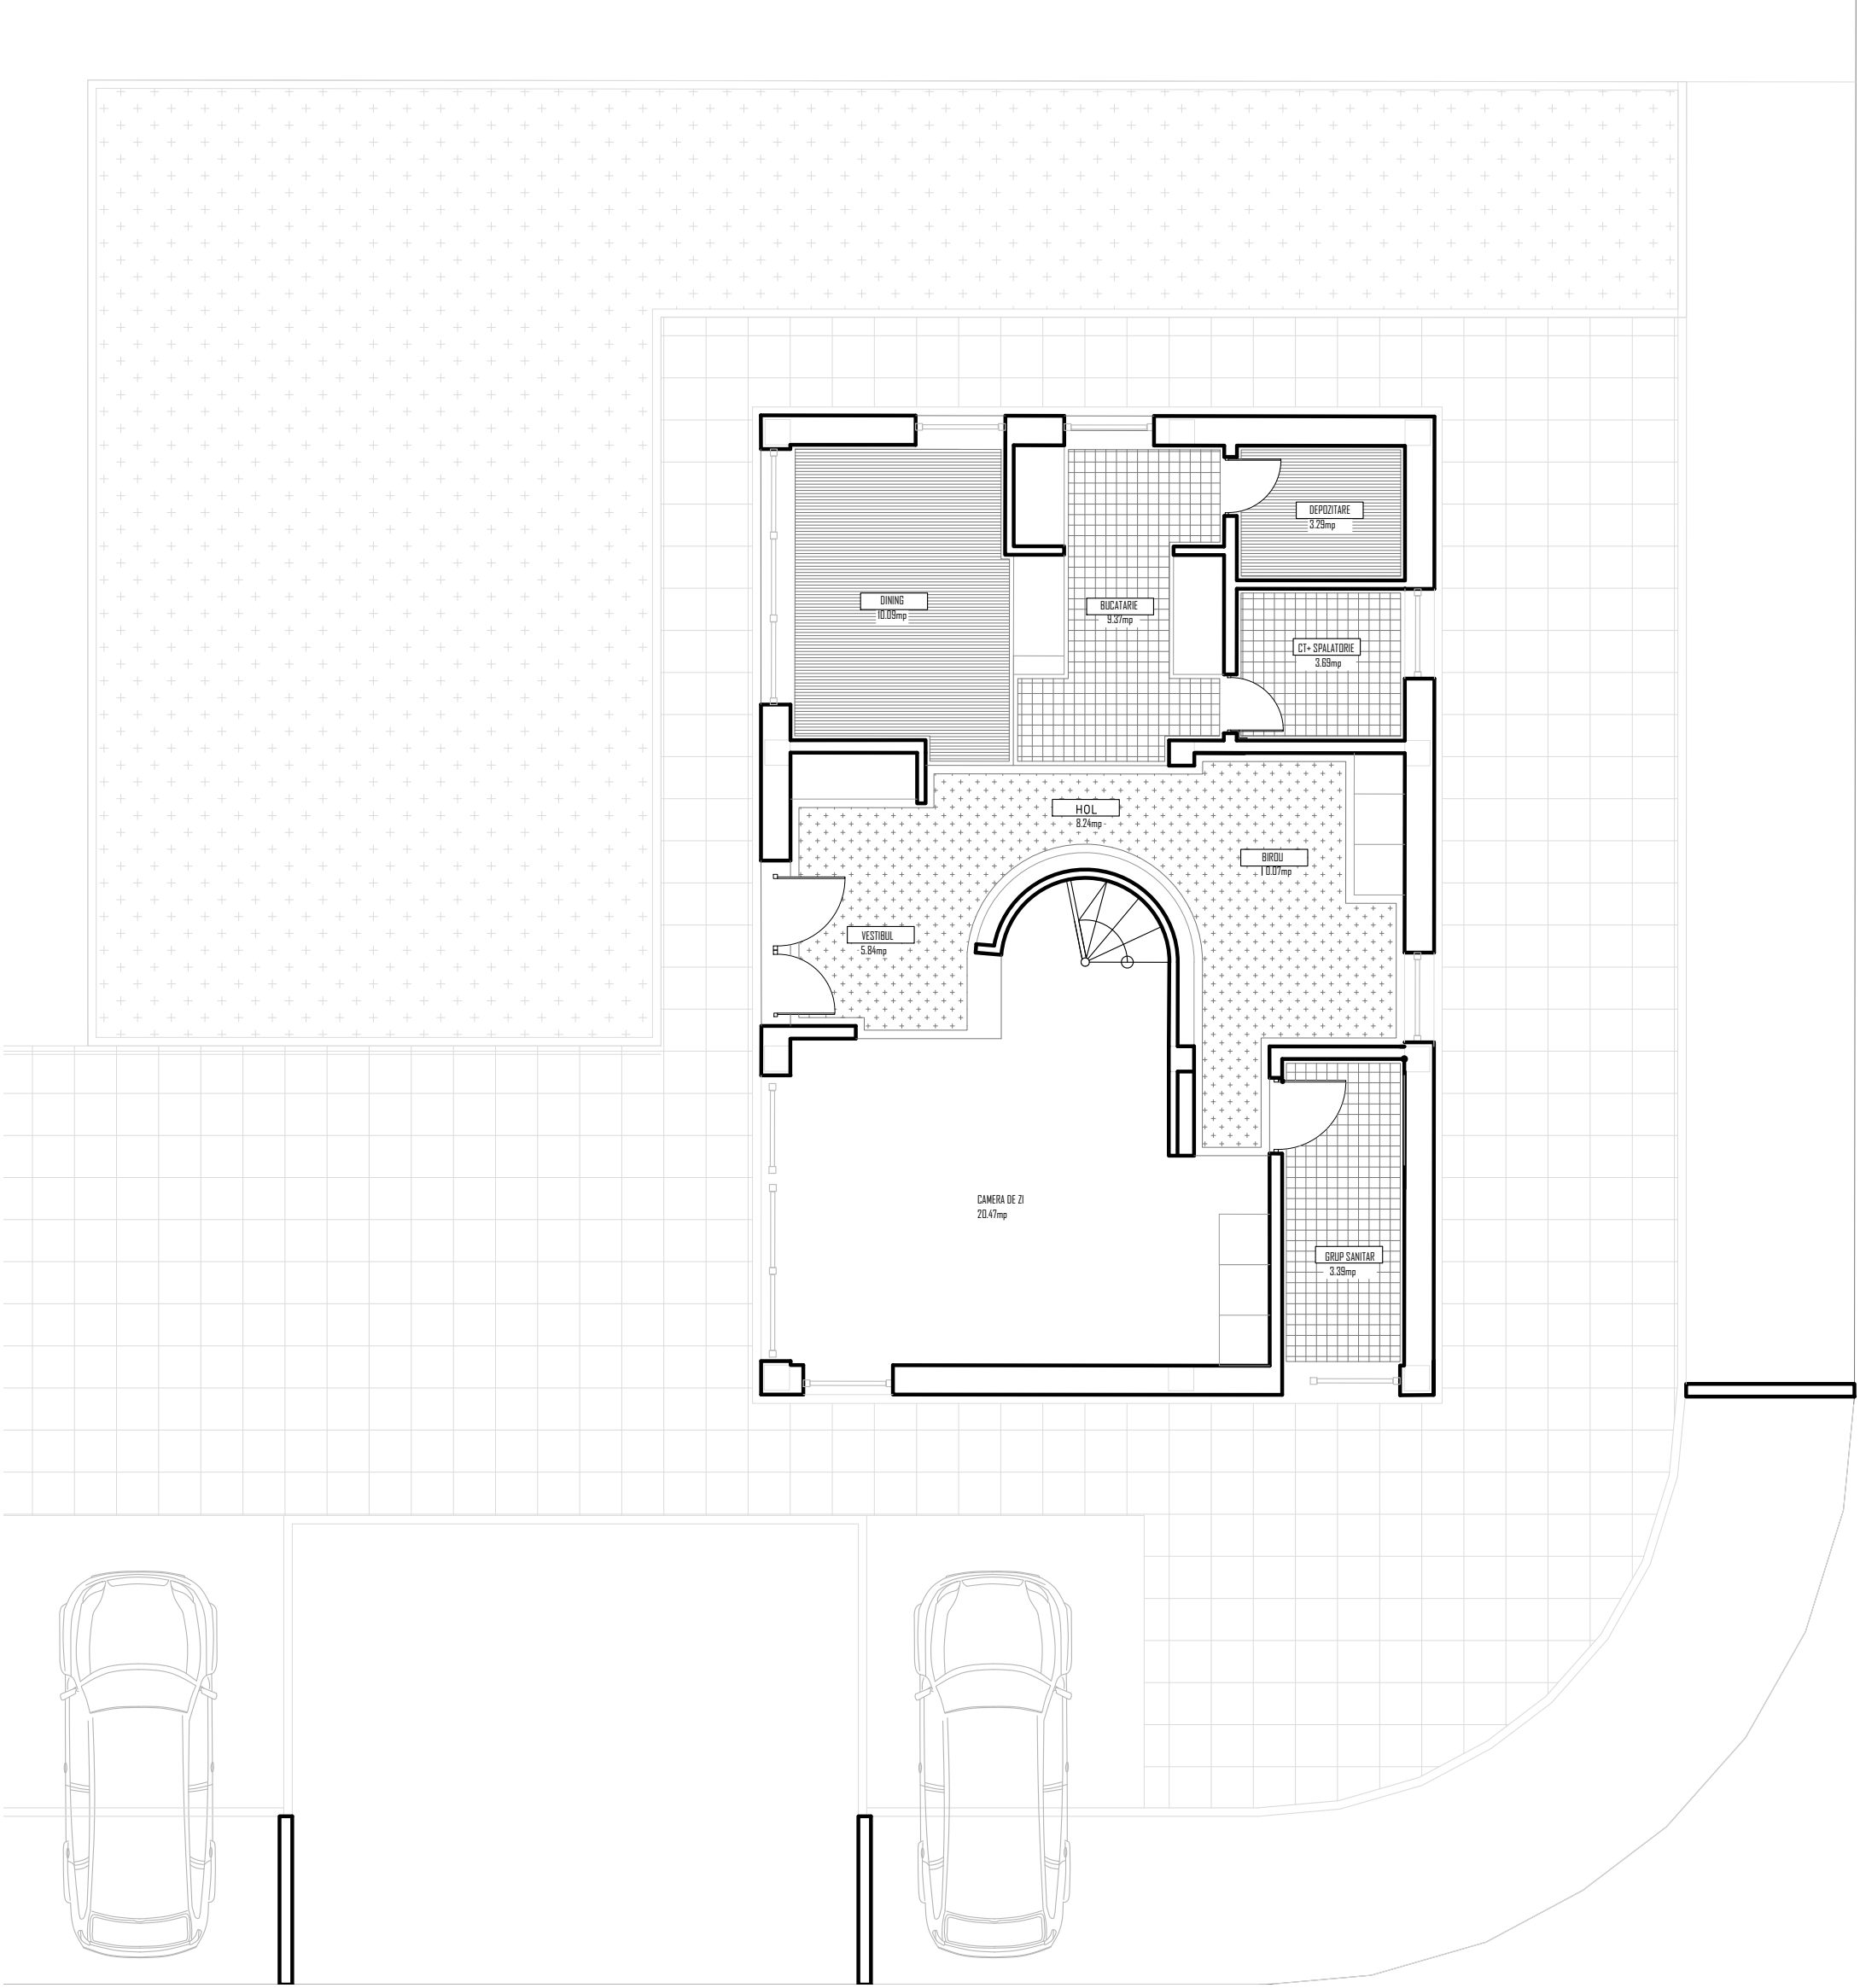 DEPOZITARE
3.29mp
DINING
10.09mp
BUCATARIE
9.37mp
CT+ SPALATORIE
3.69mp
HOL
8.24mp
BIROU
10.07mp
VESTIBUL
5.84mp
CAMERA DE ZI
20.47mp
GRUP SANITAR
3.39mp